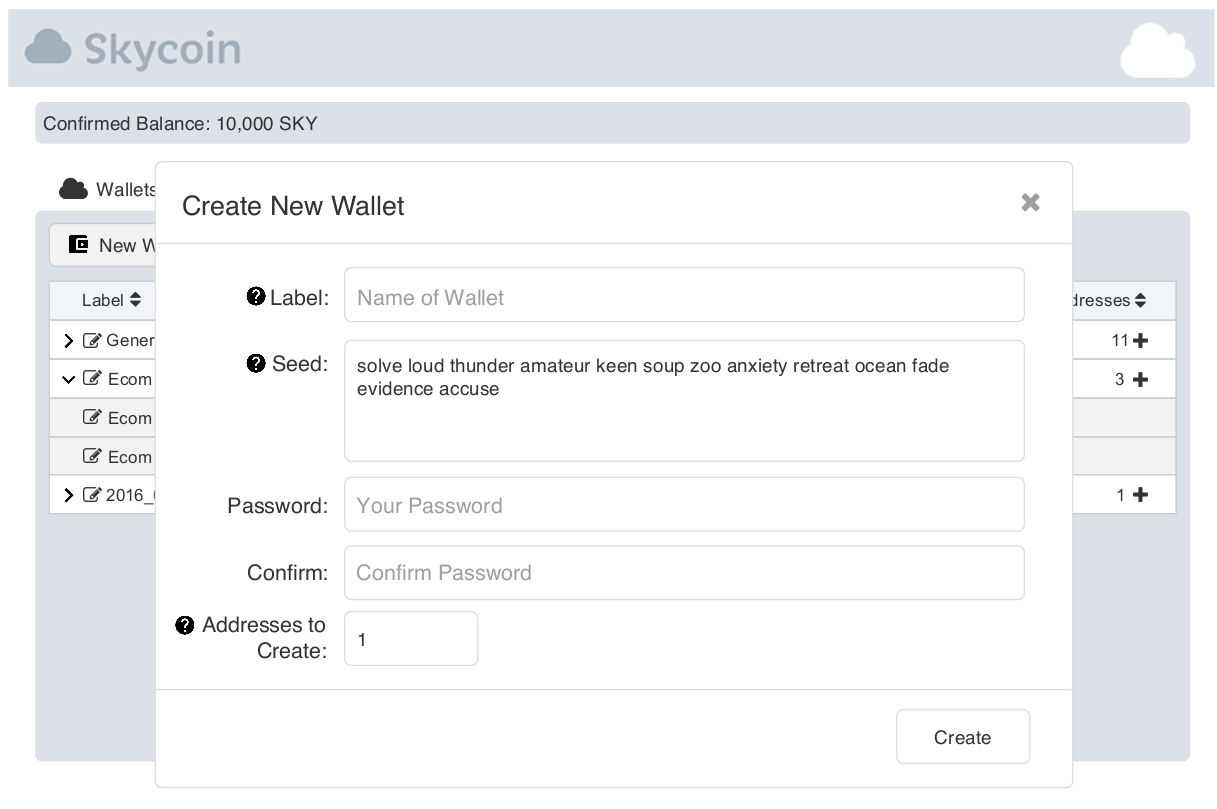 Skycoin
Confirmed Balance: 10,000 SKY
Wallets
Create New Wallet
New
Label
dresses
Label:
Name of Wallet
Gener
11
Seed:
solve loud thunder amateur keen soup zoo anxiety retreat ocean fade
evidence accuse
Ecom
3
Ecom
Ecom
2016_
1
Password:
Your Password
Confirm:
Confirm Password
Addresses to
Create:
1
Create